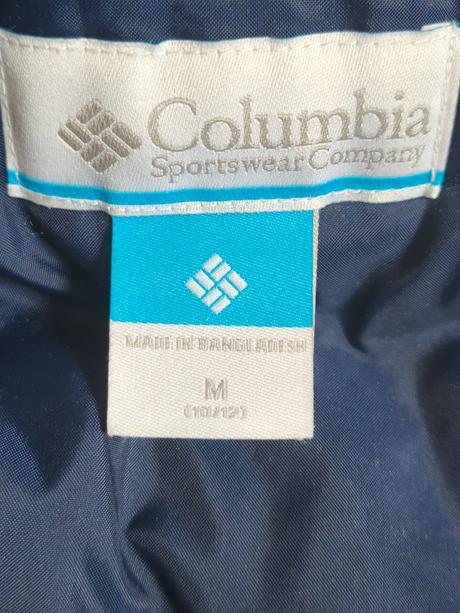 Columbia
Sportswear Company
MADE IN BANGLADESH
M
(10/12)